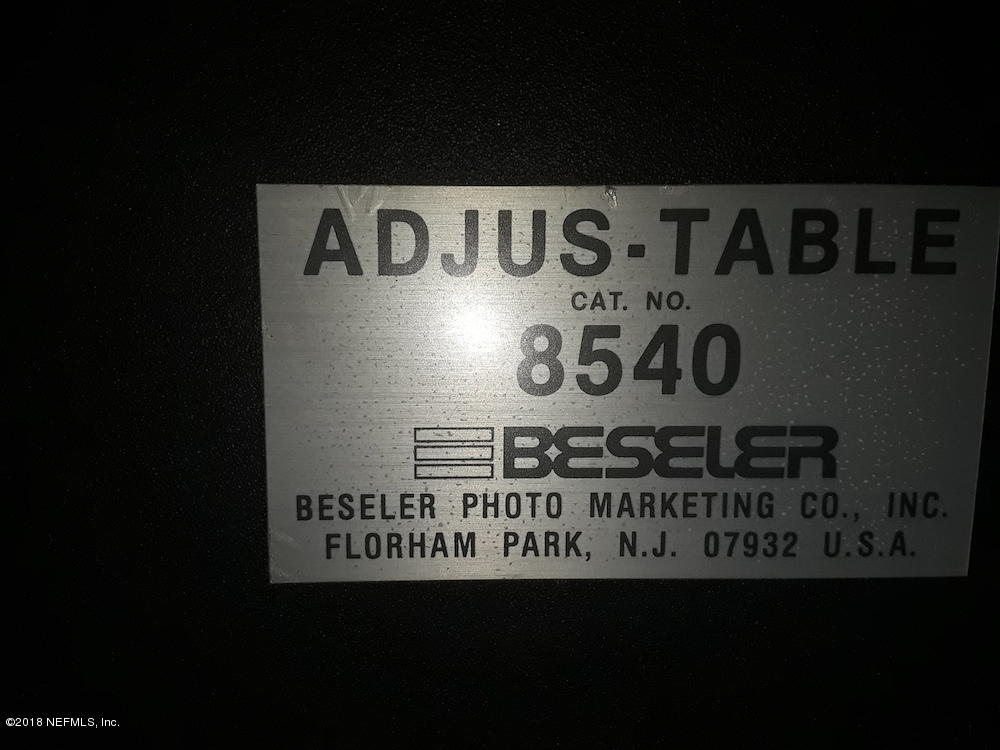 ADJUS-TABLE
CAT. NO.
8540
BESELER
BESELER PHOTO MARKETING CO., INC.
FLORHAM PARK, N.J. 07932 U.S.A.
©2018 NEFMLS, Inc.